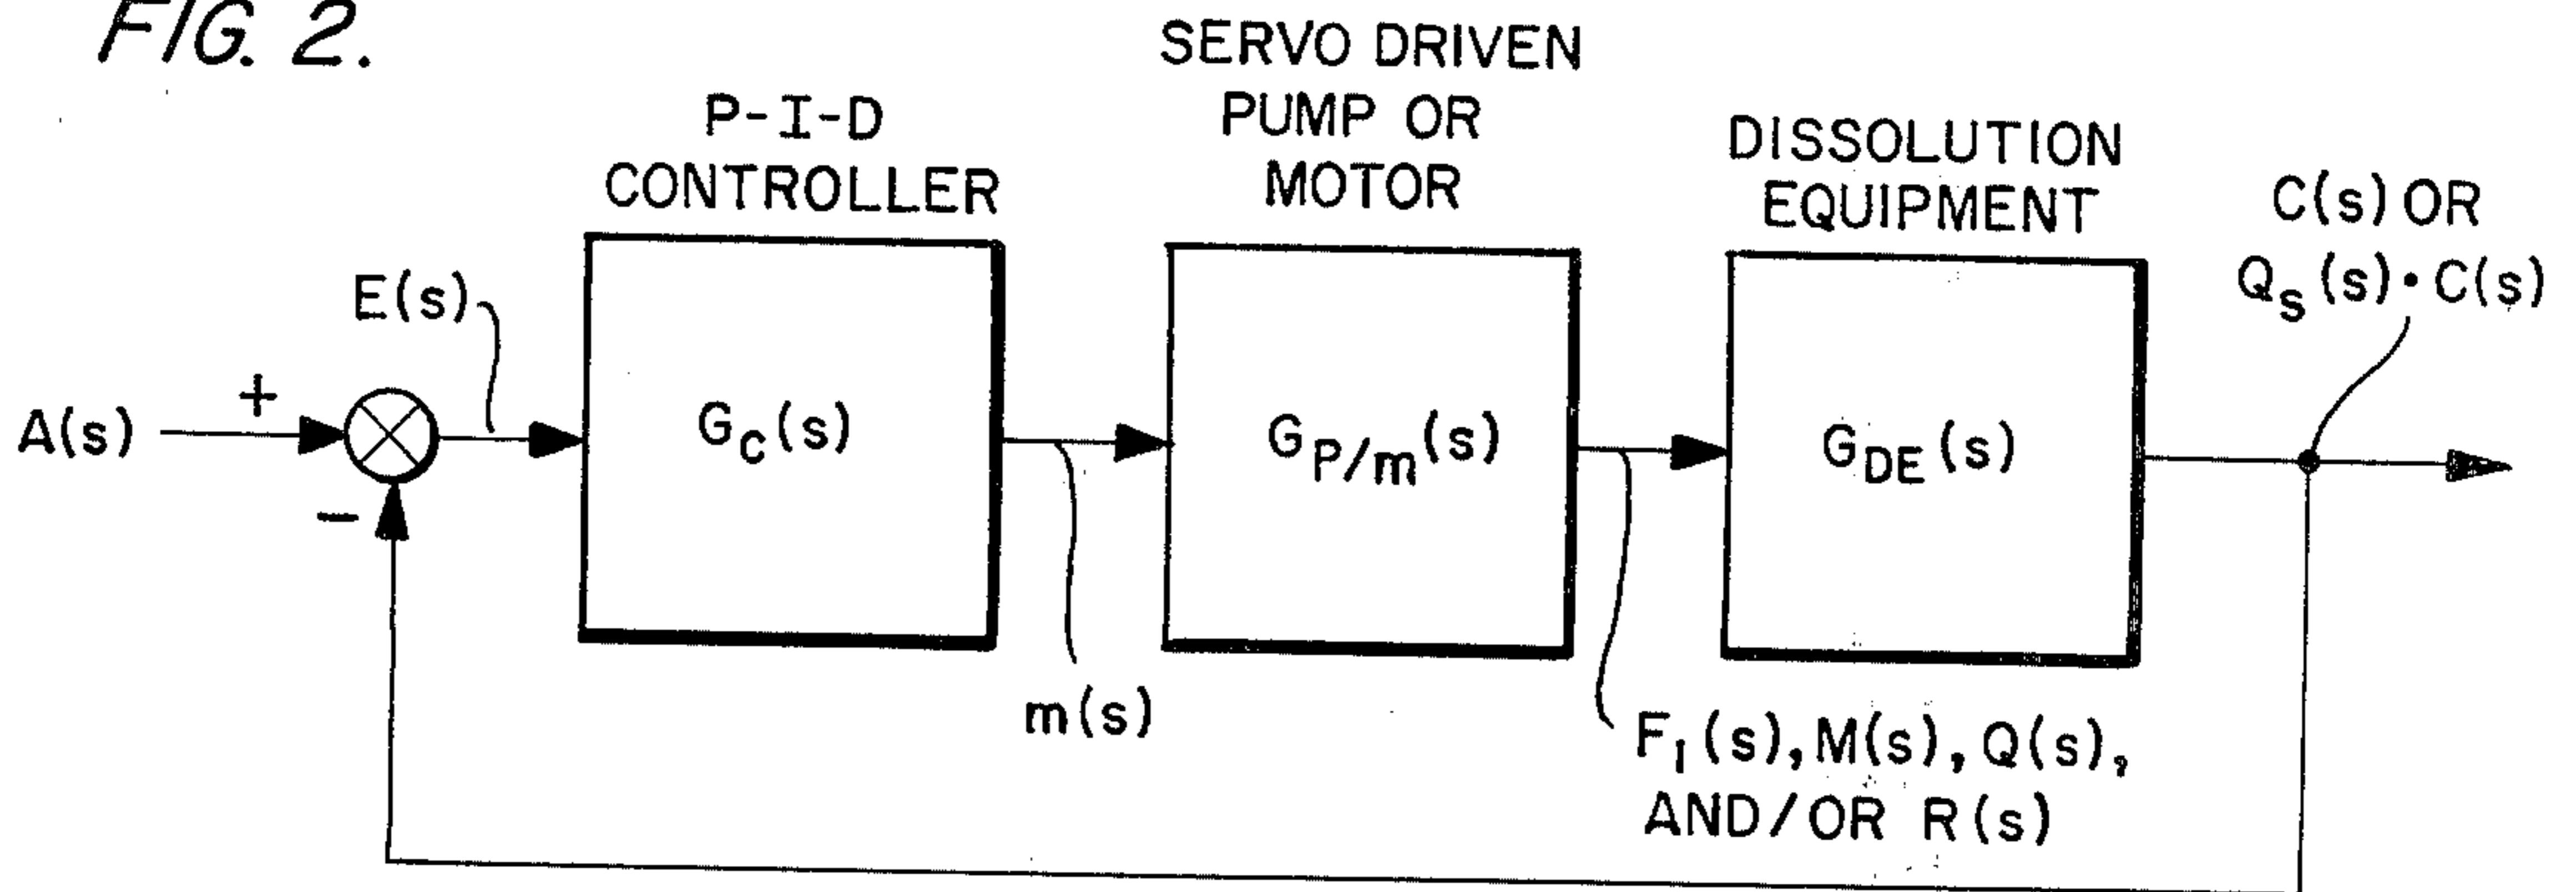 FIG. 2.
P-I-D
CONTROLLER
SERVO DRIVEN
PUMP OR
MOTOR
DISSOLUTION
EQUIPMENT
C(s) OR
Qs (s) • C(s)
E(s)
A(s)
+
−
GC (s)
GP/m (s)
GDE (s)
m(s)
F1 (s), M(s), Q(s),
AND/OR R(s)